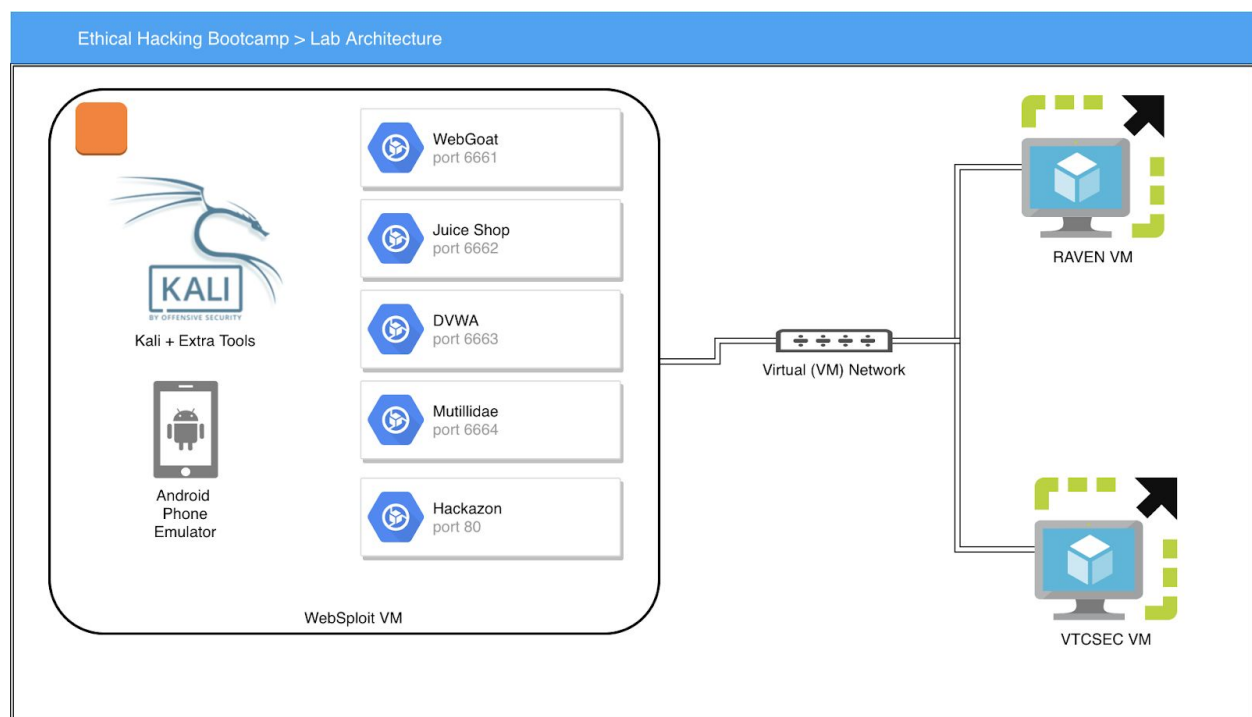 Ethical Hacking Bootcamp > Lab Architecture
WebGoat
port 6661
Juice Shop
port 6662
DVWA
port 6663
Mutillidae
port 6664
Hackazon
port 80
KALI
BY OFFENSIVE SECURITY
Kali + Extra Tools
Android
Phone
Emulator
WebSploit VM
Virtual (VM) Network
RAVEN VM
VTCSEC VM